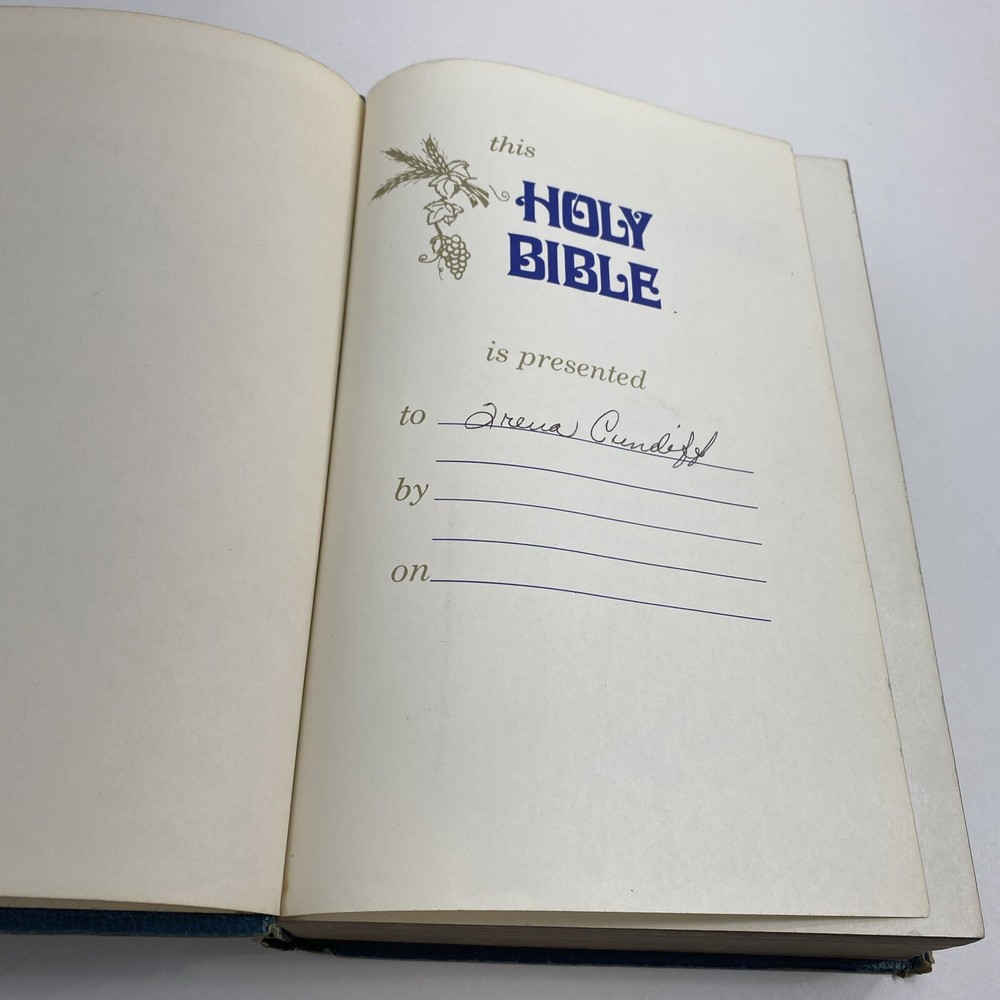 this
HOLY
BIBLE
is presented
to Irena Cundiff
by
on